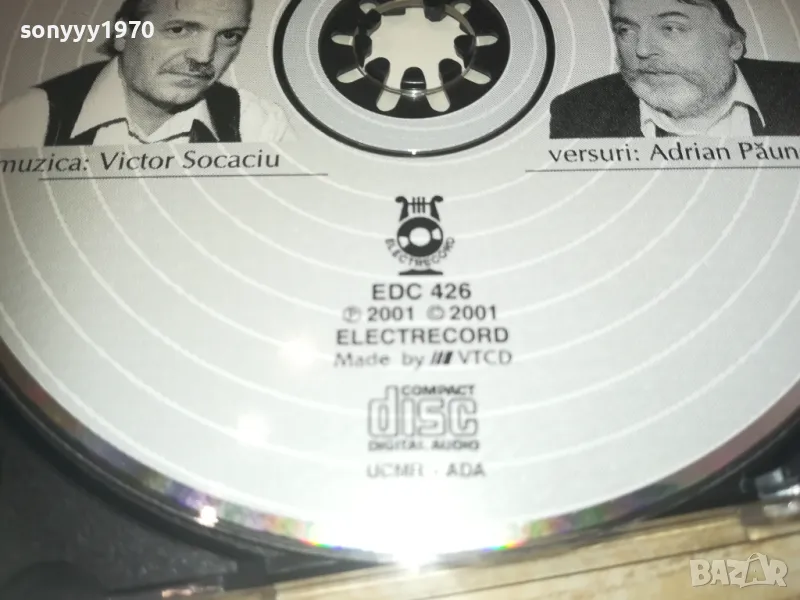 sonyyy1970
muzica: Victor Socaciu
versuri: Adrian Păun
ELECTRECORD
EDC 426
℗ 2001 © 2001
ELECTRECORD
Made by VTCD
COMPACT
disc
DIGITAL AUDIO
UCMR - ADA
BAZAR